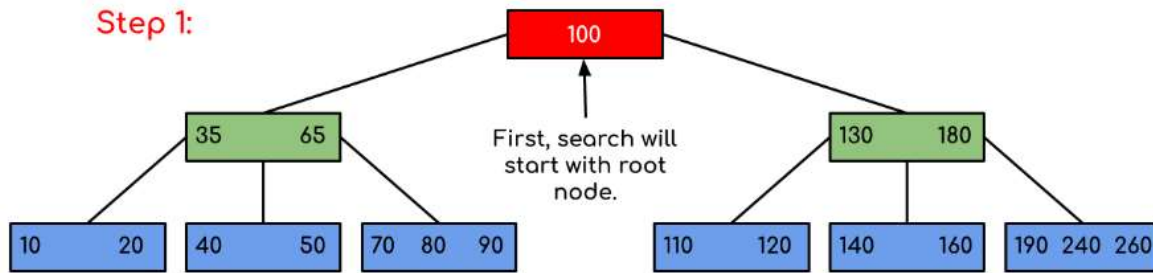 Step 1:
100
35 65
First, search will
start with root
node.
130 180
10 20
40 50
70 80 90
110 120
140 160
190 240 260